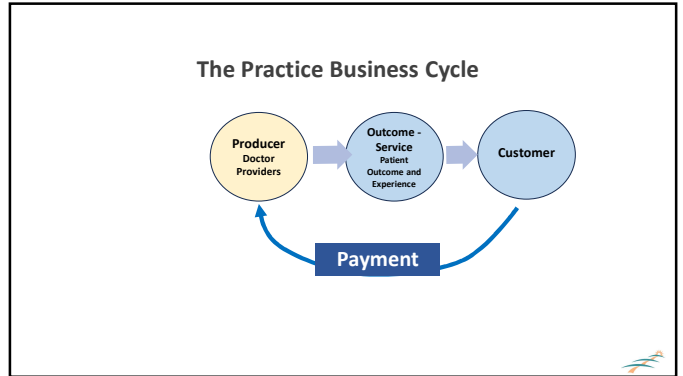 The Practice Business Cycle
Producer
Doctor
Providers
Outcome -
Service
Patient
Outcome and
Experience
Customer
Payment